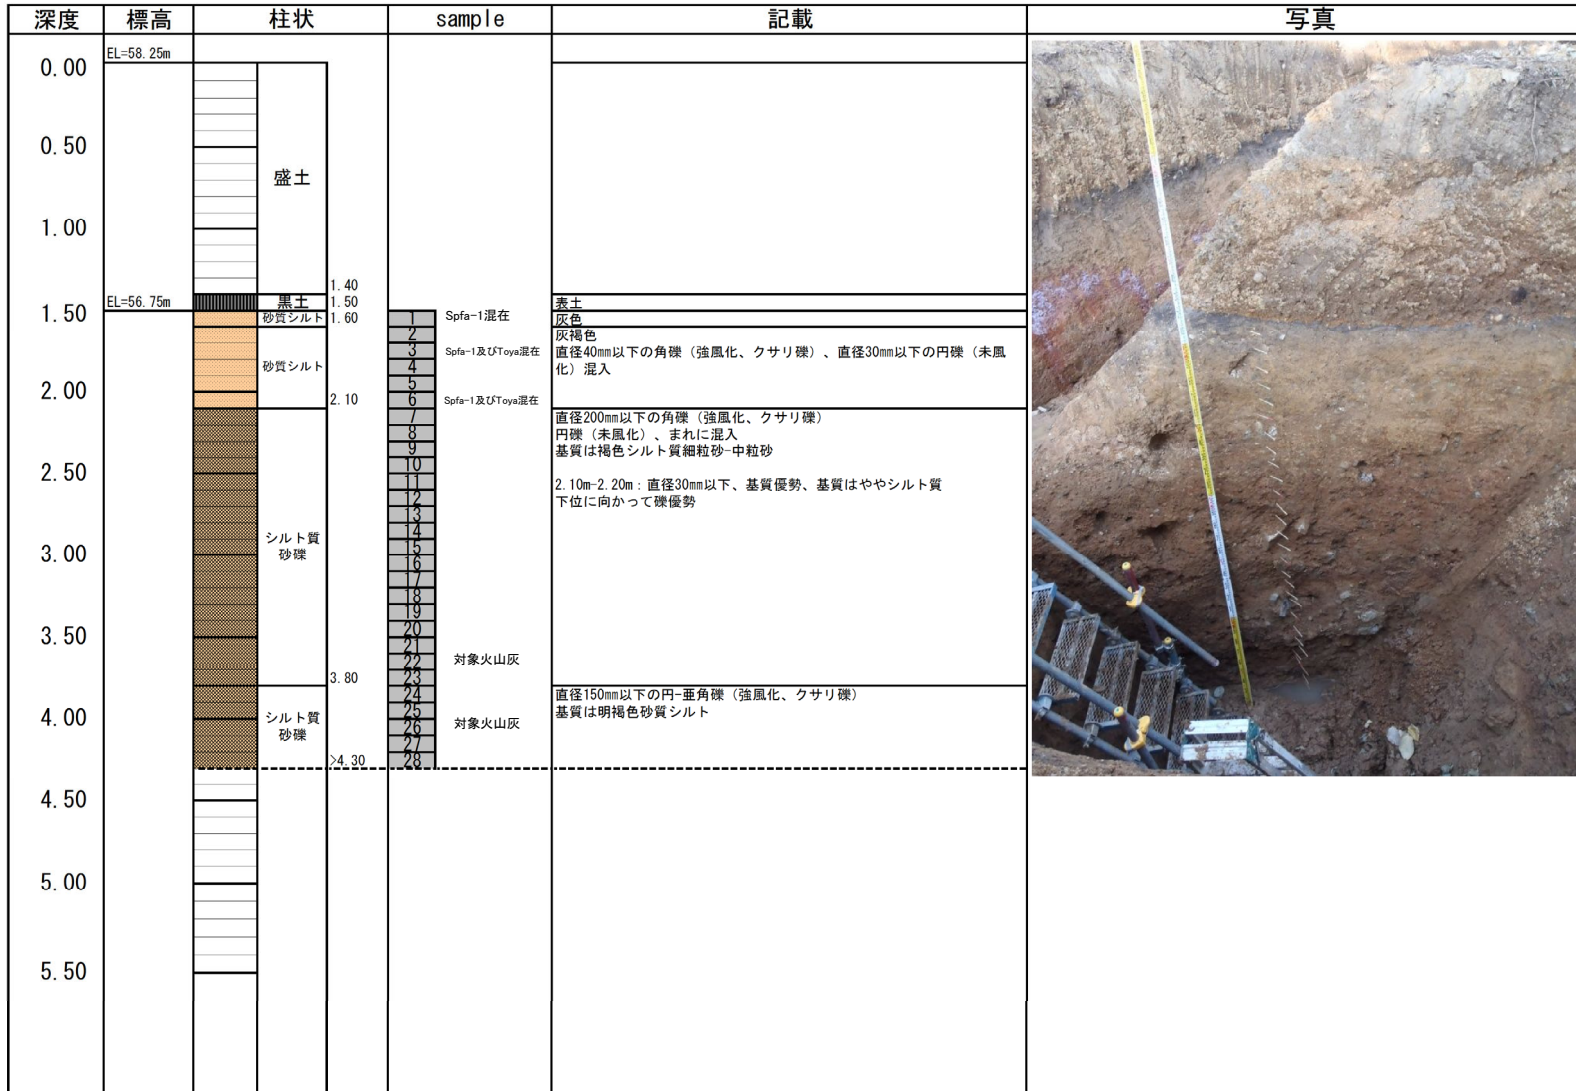 深度 標高 柱状 sample 記載 写真
EL=58.25m
0.00
0.50
盛土
1.00
1.40
EL=56.75m 黒土 1.50 表土
1.50
砂質シルト 1.60 1 Spfa-1混在 灰色
2 灰褐色
3 Spfa-1及びToya混在 直径40mm以下の角礫（強風化、クサリ礫）、直径30mm以下の円礫（未風
砂質シルト 4 化）混入
5
2.00
2.10 6 Spfa-1及びToya混在
7 直径200mm以下の角礫（強風化、クサリ礫）
8 円礫（未風化）、まれに混入
9 基質は褐色シルト質細粒砂-中粒砂
10
2.50
11 2.10m-2.20m：直径30mm以下、基質優勢、基質はややシルト質
12 下位に向かって礫優勢
13
14
シルト質
砂礫
15
3.00
16
17
18
19
20
3.50
21
22 対象火山灰
3.80 23
24 直径150mm以下の円-亜角礫（強風化、クサリ礫）
25 基質は明褐色砂質シルト
4.00
シルト質
砂礫
26 対象火山灰
27
>4.30 28
4.50
5.00
5.50